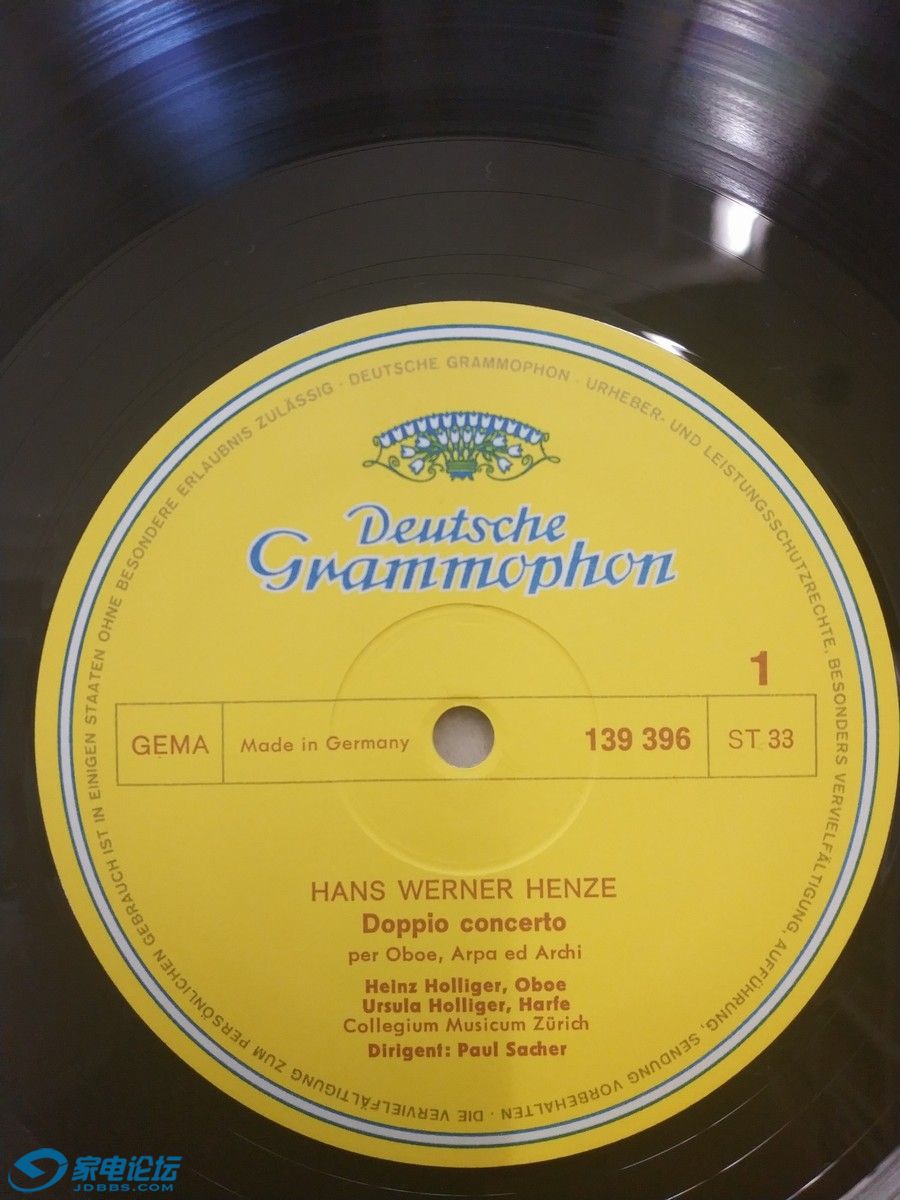 DEUTSCHE GRAMMOPHON · URHEBER- UND LEISTUNGSSCHUTZRECHTE, BESONDERS VERVIELFÄLTIGUNG, AUFFÜHRUNG, SENDUNG VORBEHALTEN · DIE VERVIELFÄLTIGUNG ZUM PERSÖNLICHEN GEBRAUCH IST IN EINIGEN STAATEN OHNE BESONDERE ERLAUBNIS ZULÄSSIG ·
Deutsche
Grammophon
1
GEMA Made in Germany 139 396 ST 33
HANS WERNER HENZE
Doppio concerto
per Oboe, Arpa ed Archi
Heinz Holliger, Oboe
Ursula Holliger, Harfe
Collegium Musicum Zürich
Dirigent: Paul Sacher
家电论坛
JDBBS.COM